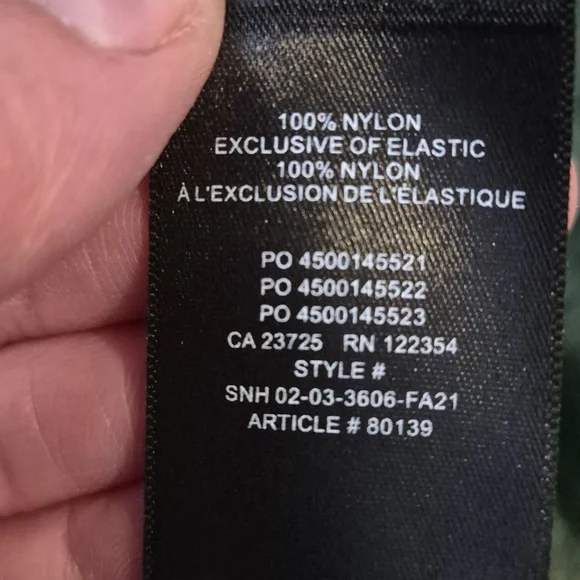 100% NYLON
EXCLUSIVE OF ELASTIC
100% NYLON
À L'EXCLUSION DE L'ÉLASTIQUE
PO 4500145521
PO 4500145522
PO 4500145523
CA 23725 RN 122354
STYLE #
SNH 02-03-3606-FA21
ARTICLE # 80139